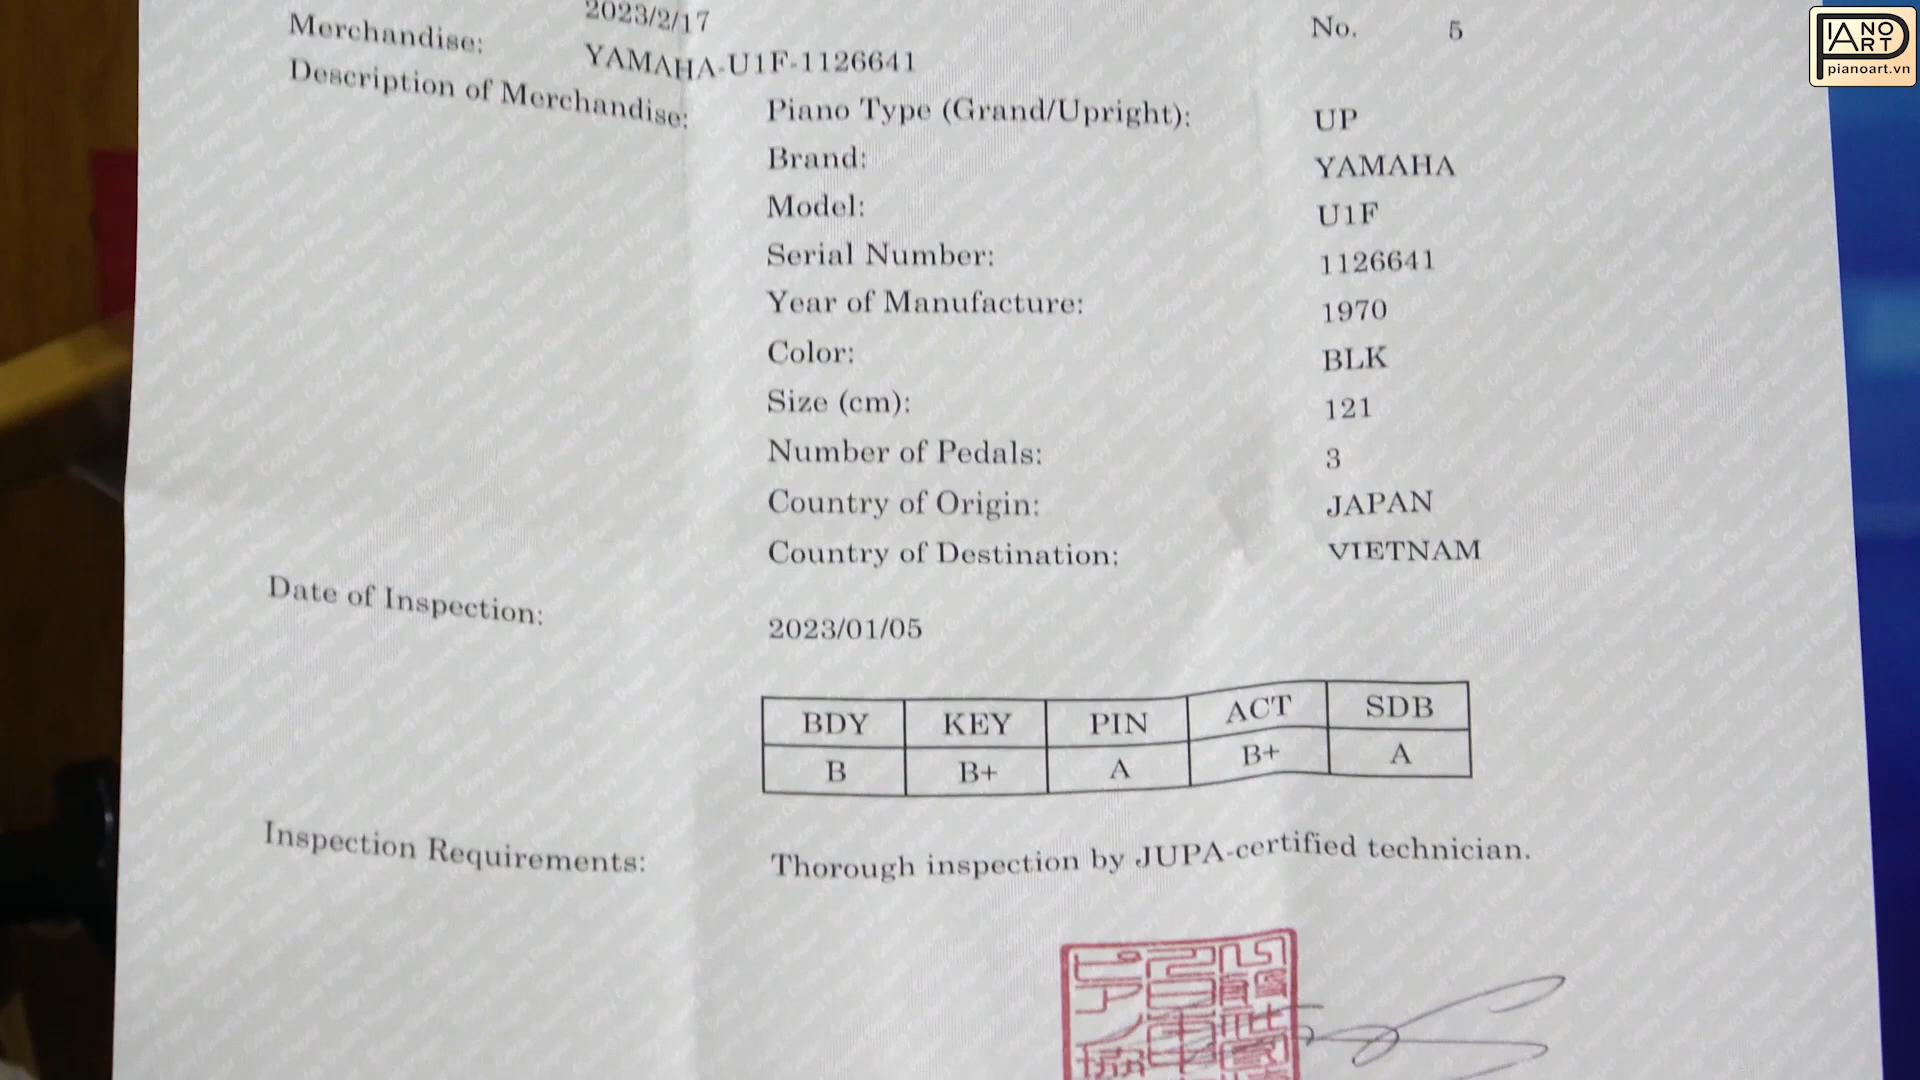 2023/2/17
No. 5
Merchandise: YAMAHA-U1F-1126641
Description of Merchandise:
Piano Type (Grand/Upright): UP
Brand: YAMAHA
Model: U1F
Serial Number: 1126641
Year of Manufacture: 1970
Color: BLK
Size (cm): 121
Number of Pedals: 3
Country of Origin: JAPAN
Country of Destination: VIETNAM
Date of Inspection: 2023/01/05
BDY KEY PIN ACT SDB
B B+ A B+ A
Inspection Requirements: Thorough inspection by JUPA-certified technician.
PIANO
ART
pianoart.vn